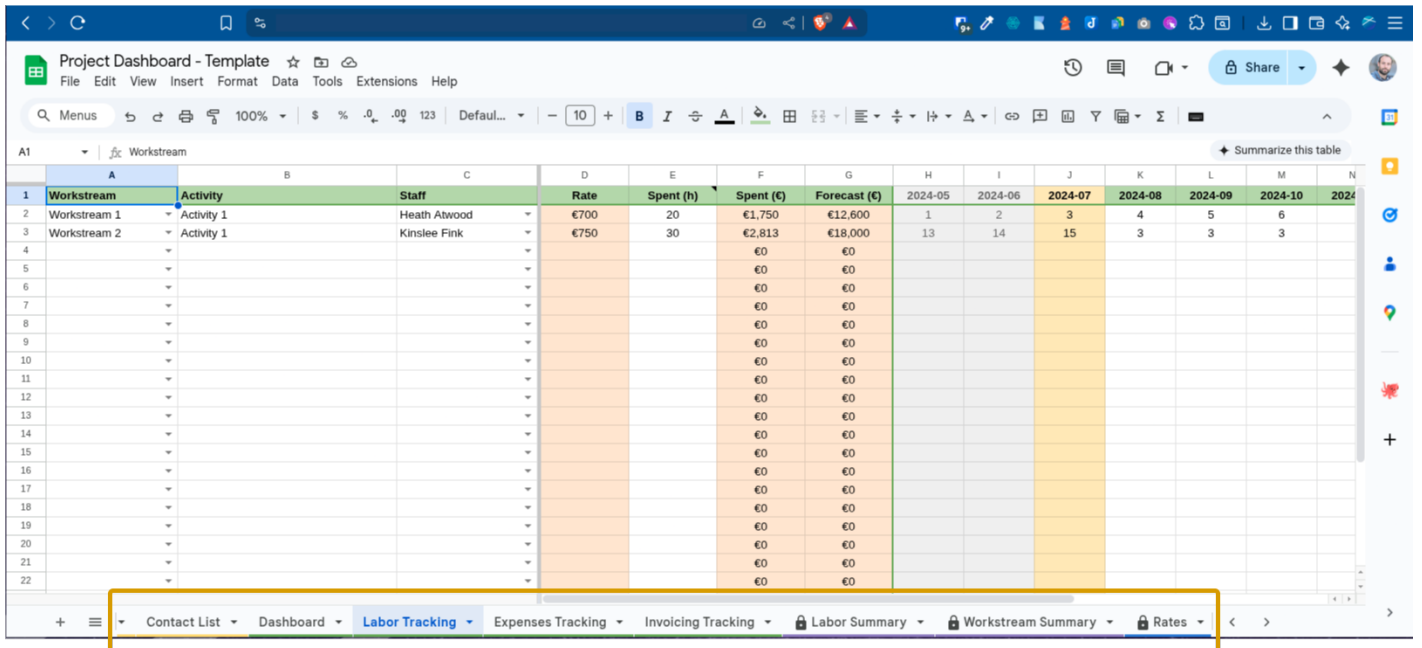 Project Dashboard - Template
File Edit View Insert Format Data Tools Extensions Help
Share
Menus 100% $ % .0 .00 123 Defaul... − 10 + B I A
A1 fx Workstream
Summarize this table
A B C D E F G H I J K L M N
1 Workstream Activity Staff Rate Spent (h) Spent (€) Forecast (€) 2024-05 2024-06 2024-07 2024-08 2024-09 2024-10 2024
2 Workstream 1 Activity 1 Heath Atwood €700 20 €1,750 €12,600 1 2 3 4 5 6
3 Workstream 2 Activity 1 Kinslee Fink €750 30 €2,813 €18,000 13 14 15 3 3 3
4 €0 €0
5 €0 €0
6 €0 €0
7 €0 €0
8 €0 €0
9 €0 €0
10 €0 €0
11 €0 €0
12 €0 €0
13 €0 €0
14 €0 €0
15 €0 €0
16 €0 €0
17 €0 €0
18 €0 €0
19 €0 €0
20 €0 €0
21 €0 €0
22 €0 €0
Contact List Dashboard Labor Tracking Expenses Tracking Invoicing Tracking Labor Summary Workstream Summary Rates